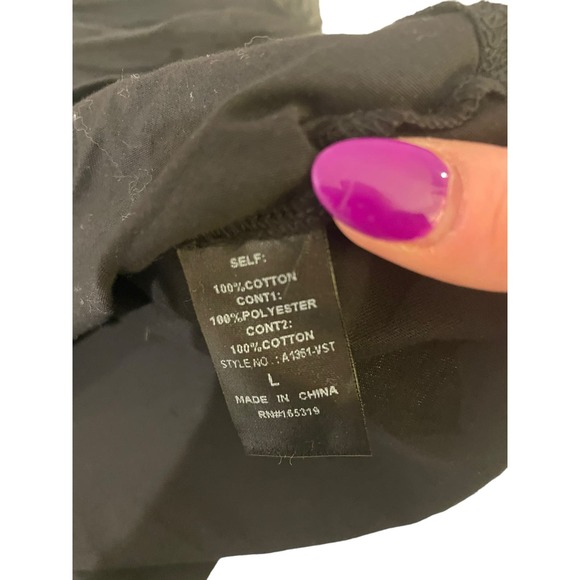 SELF:
100%COTTON
CONT1:
100%POLYESTER
CONT2:
100%COTTON
STYLE NO.:A1361-VST
L
MADE IN CHINA
RN#165319